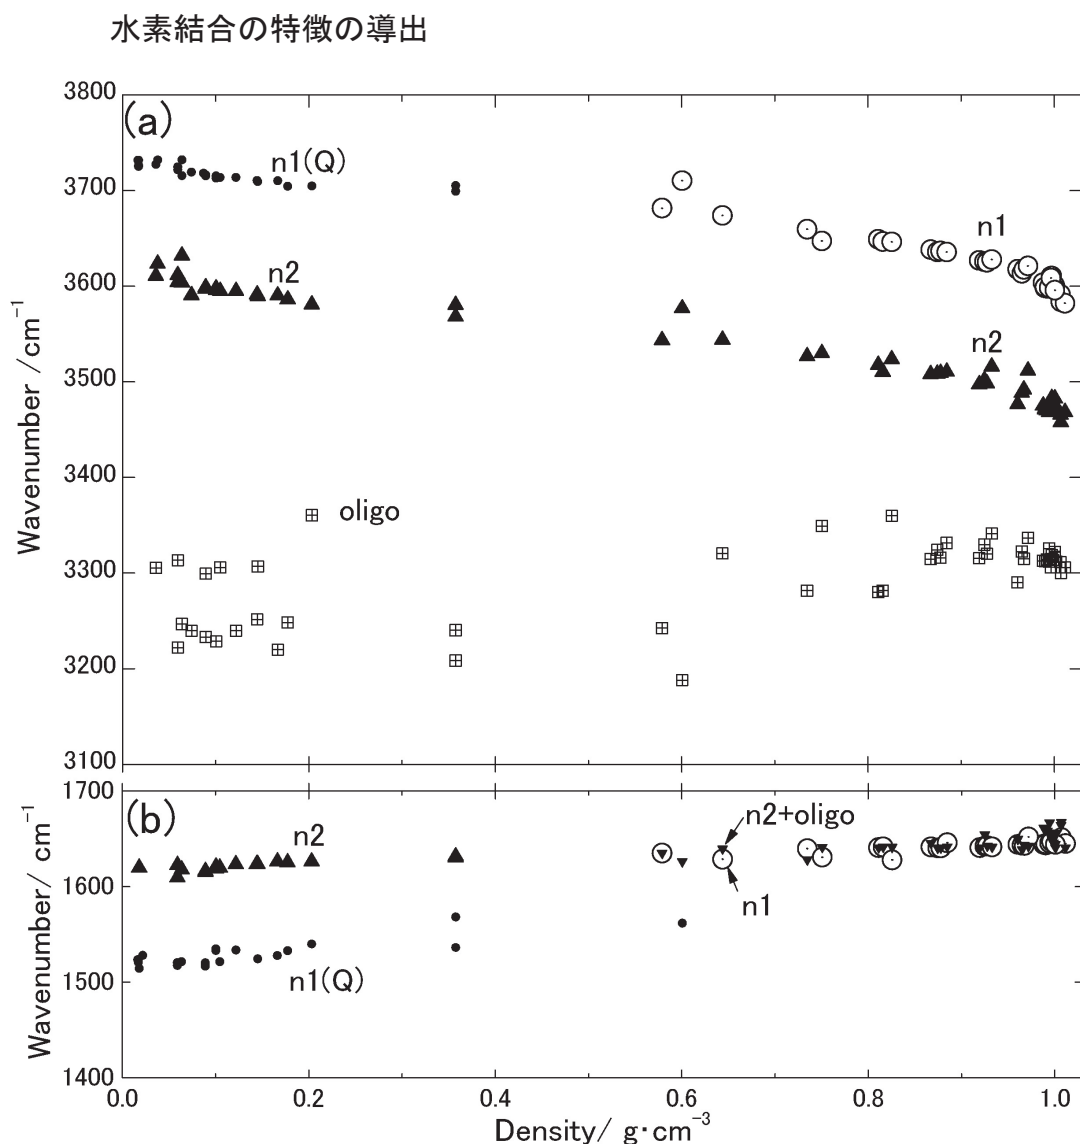 水素結合の特徴の導出
3800
(a)
n1(Q)
3700
n1
n2
3600
n2
3500
Wavenumber /cm⁻¹
3400
oligo
3300
3200
3100
1700
(b)
n2
n2+oligo
1600
n1
Wavenumber/ cm⁻¹
n1(Q)
1500
1400
0.0 0.2 0.4 0.6 0.8 1.0
Density/ g·cm⁻³